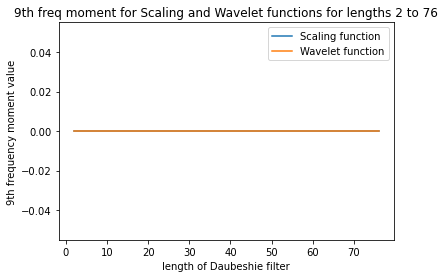 9th freq moment for Scaling and Wavelet functions for lengths 2 to 76
Scaling function
Wavelet function
9th frequency moment value
0.04
0.02
0.00
−0.02
−0.04
0 10 20 30 40 50 60 70
length of Daubeshie filter